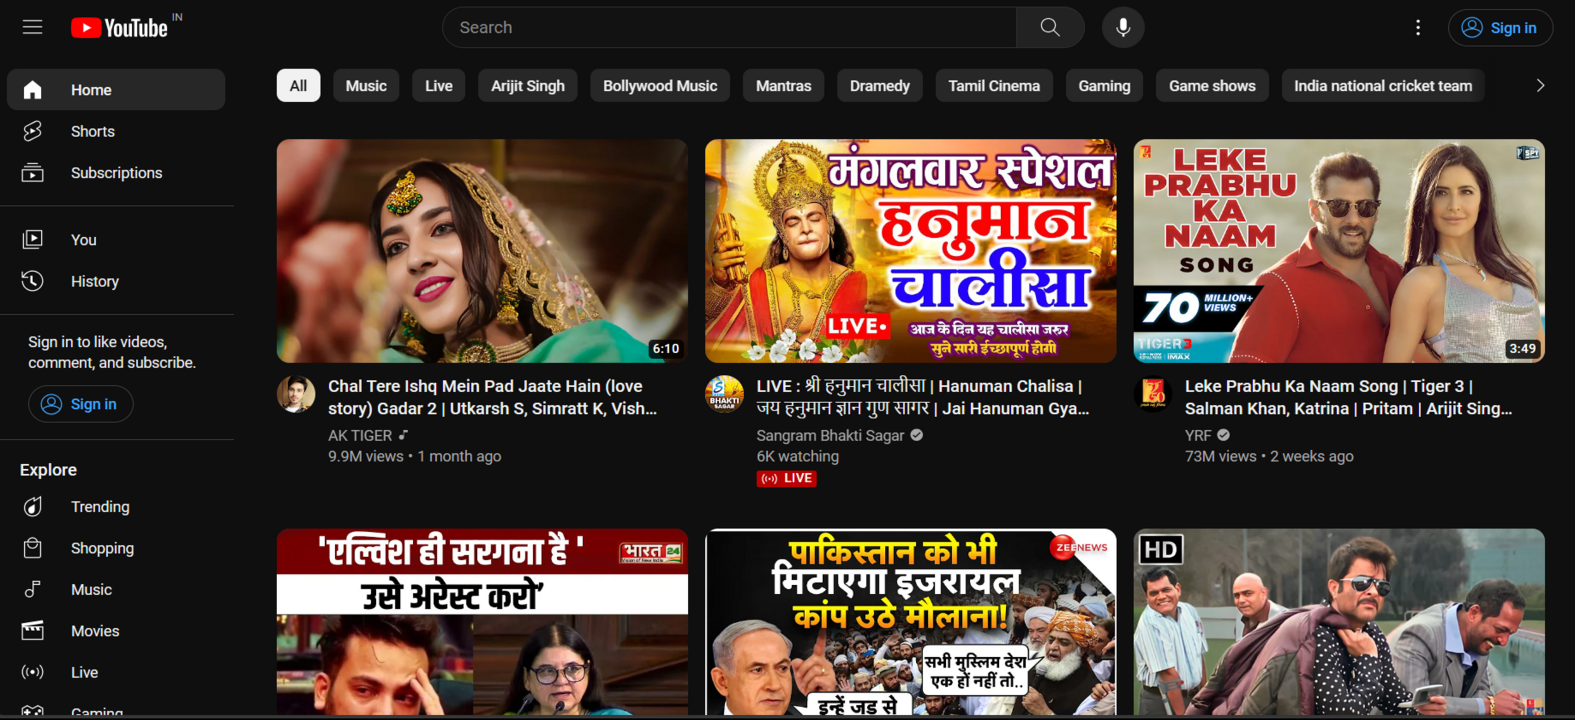 YouTube IN
Search
Sign in
Home
Shorts
Subscriptions
You
History
Sign in to like videos,
comment, and subscribe.
Sign in
Explore
Trending
Shopping
Music
Movies
Live
Gaming
All
Music
Live
Arijit Singh
Bollywood Music
Mantras
Dramedy
Tamil Cinema
Gaming
Game shows
India national cricket team
6:10
Chal Tere Ishq Mein Pad Jaate Hain (love
story) Gadar 2 | Utkarsh S, Simratt K, Vish...
AK TIGER
9.9M views • 1 month ago
मंगलवार स्पेशल
हनुमान
चालीसा
LIVE•
आज के दिन यह चालीसा जरूर
सुने सारी ईच्छापूर्ण होगी
BHAKTI
SAGAR
LIVE : श्री हनुमान चालीसा | Hanuman Chalisa |
जय हनुमान ज्ञान गुण सागर | Jai Hanuman Gya...
Sangram Bhakti Sagar
6K watching
LIVE
LEKE
PRABHU
KA
NAAM
SONG
70 MILLION+
VIEWS
TIGER 3
IMAX
3:49
50
Leke Prabhu Ka Naam Song | Tiger 3 |
Salman Khan, Katrina | Pritam | Arijit Sing...
YRF
73M views • 2 weeks ago
'एल्विश ही सरगना है '
भारत 24
उसे अरेस्ट करो’
पाकिस्तान को भी
ZEE NEWS
मिटाएगा इजरायल
कांप उठे मौलाना!
सभी मुस्लिम देश
एक हों नहीं तो..
इन्हें जड़ से
HD